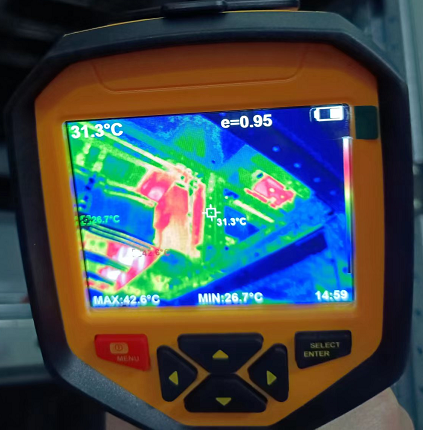 31.3°C
e=0.95
26.7°C
31.3°C
MAX:42.6°C
MIN:26.7°C
14:59
MENU
SELECT
ENTER